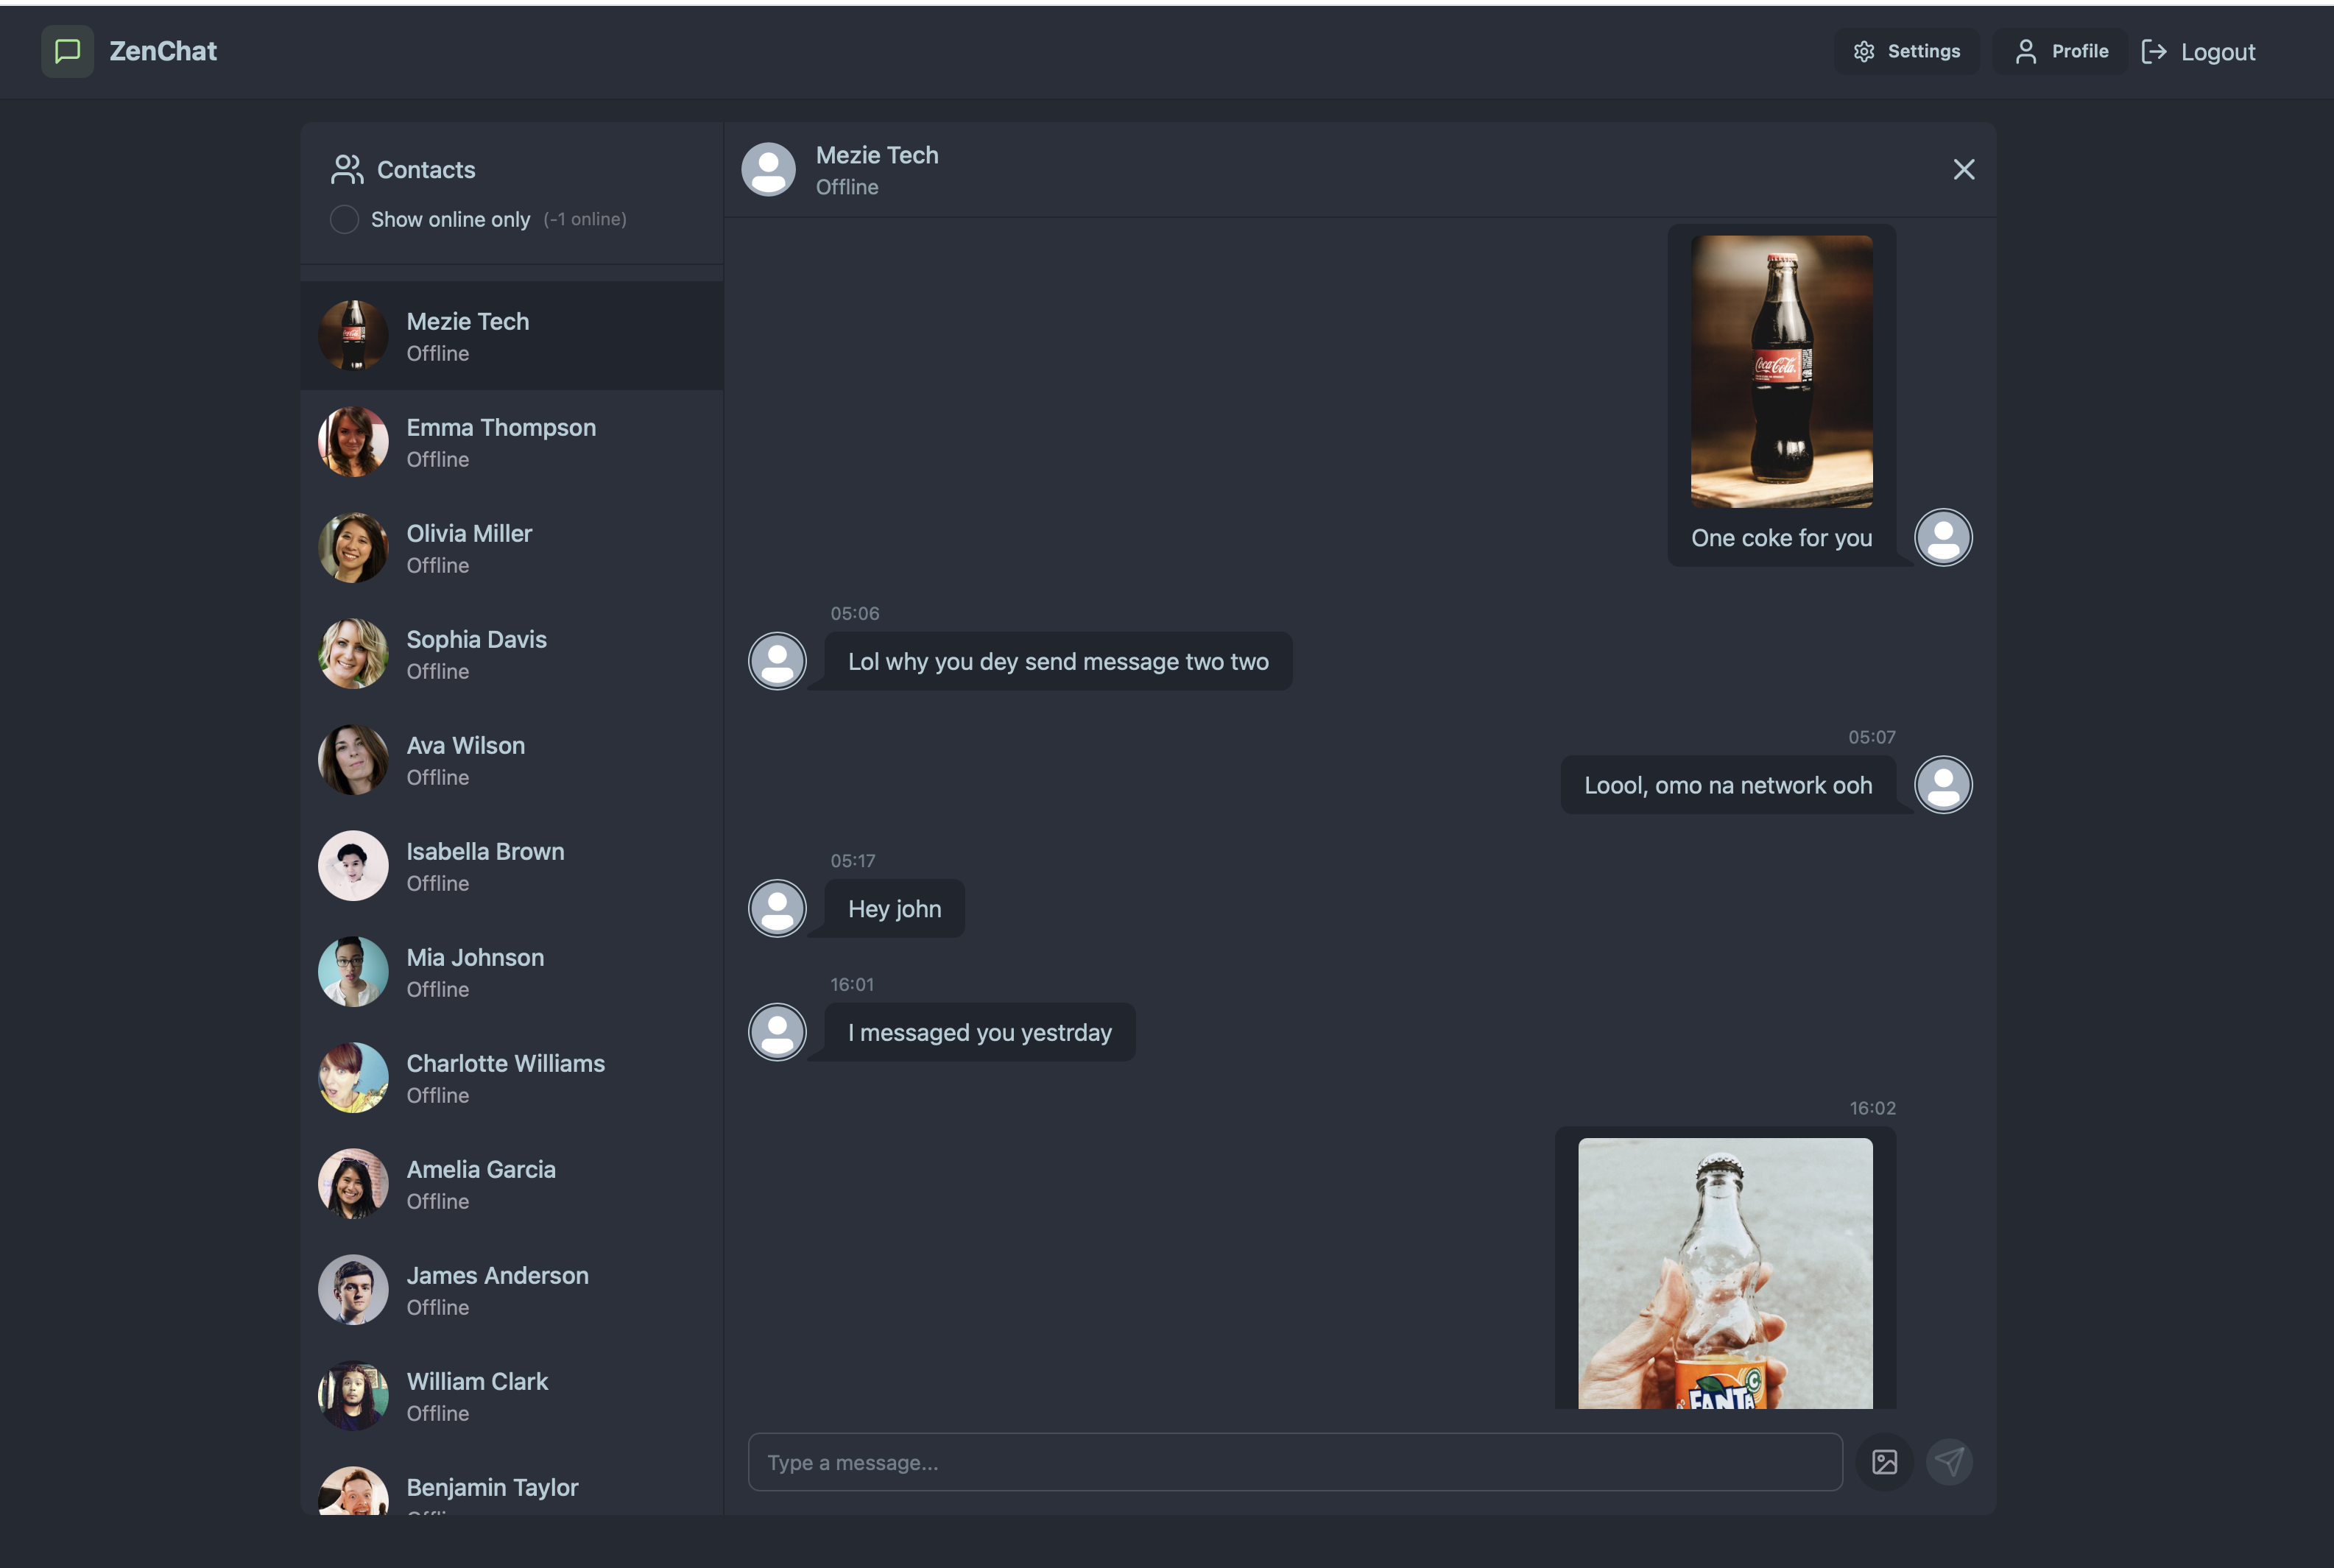 ZenChat
Settings
Profile
Logout
Contacts
Show online only (-1 online)
Mezie Tech
Offline
Emma Thompson
Offline
Olivia Miller
Offline
Sophia Davis
Offline
Ava Wilson
Offline
Isabella Brown
Offline
Mia Johnson
Offline
Charlotte Williams
Offline
Amelia Garcia
Offline
James Anderson
Offline
William Clark
Offline
Benjamin Taylor
Mezie Tech
Offline
Coca-Cola
One coke for you
05:06
Lol why you dey send message two two
05:07
Loool, omo na network ooh
05:17
Hey john
16:01
I messaged you yestrday
16:02
FANTA
Type a message...